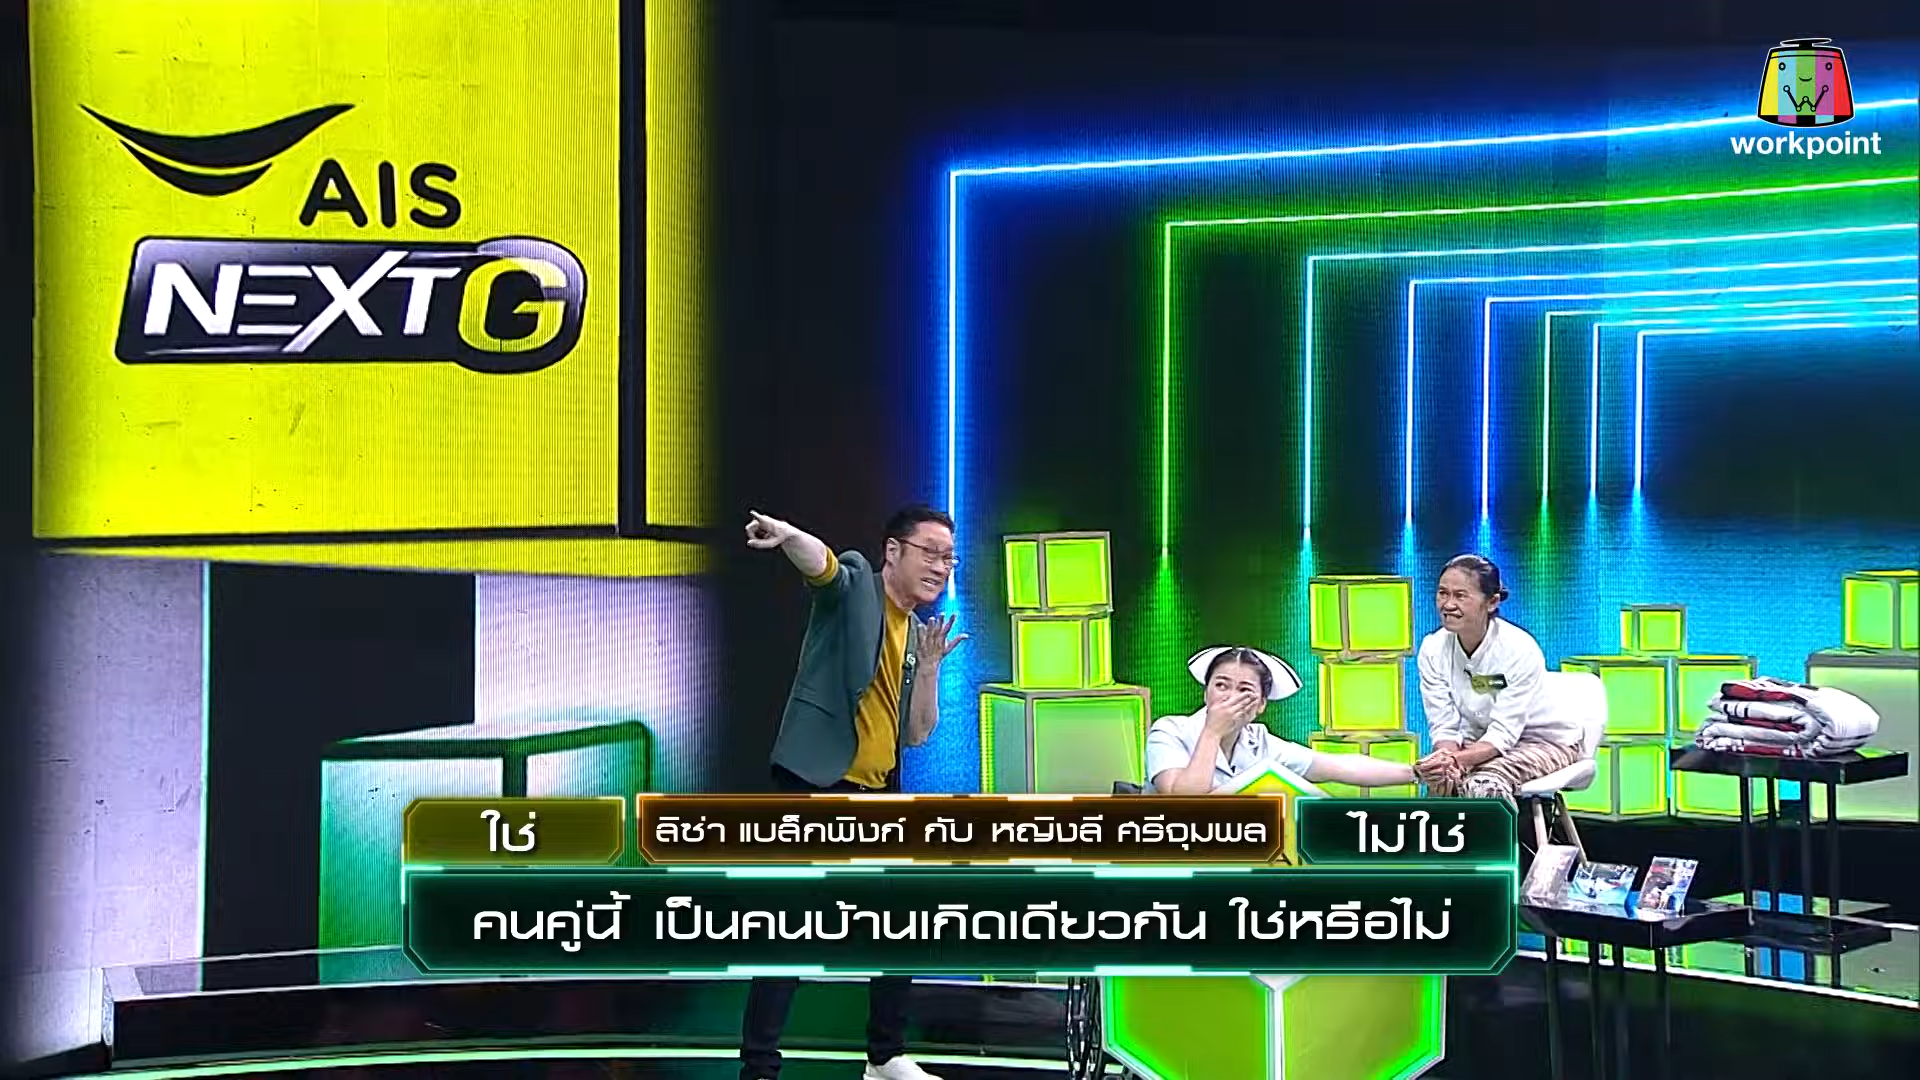 workpoint
AIS
NEXT G
ใช่
ลิซ่า แบล็กพิงก์ กับ หญิงลี ศรีจุมพล
ไม่ใช่
คนคู่นี้ เป็นคนบ้านเกิดเดียวกัน ใช่หรือไม่